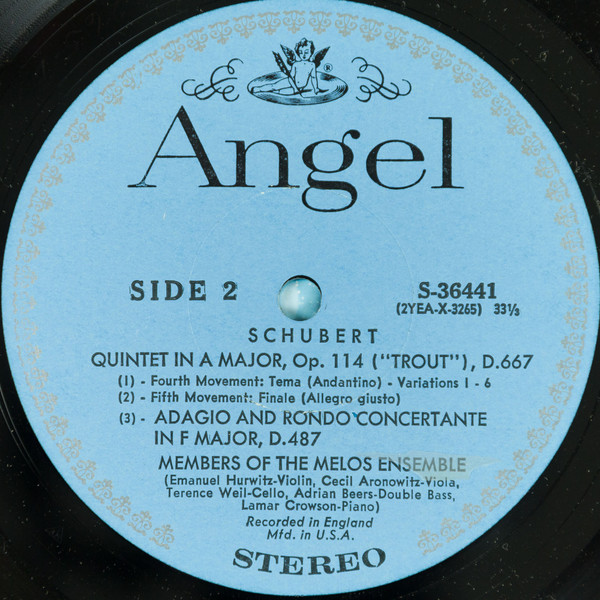 ®
Angel
SIDE 2
S-36441
(2YEA-X-3265) 33⅓
SCHUBERT
QUINTET IN A MAJOR, Op. 114 ("TROUT"), D.667
(1) - Fourth Movement: Tema (Andantino) - Variations I - 6
(2) - Fifth Movement: Finale (Allegro giusto)
(3) - ADAGIO AND RONDO CONCERTANTE
IN F MAJOR, D.487
MEMBERS OF THE MELOS ENSEMBLE
(Emanuel Hurwitz-Violin, Cecil Aronowitz-Viola,
Terence Weil-Cello, Adrian Beers-Double Bass,
Lamar Crowson-Piano)
Recorded in England
Mfd. in U.S.A.
STEREO